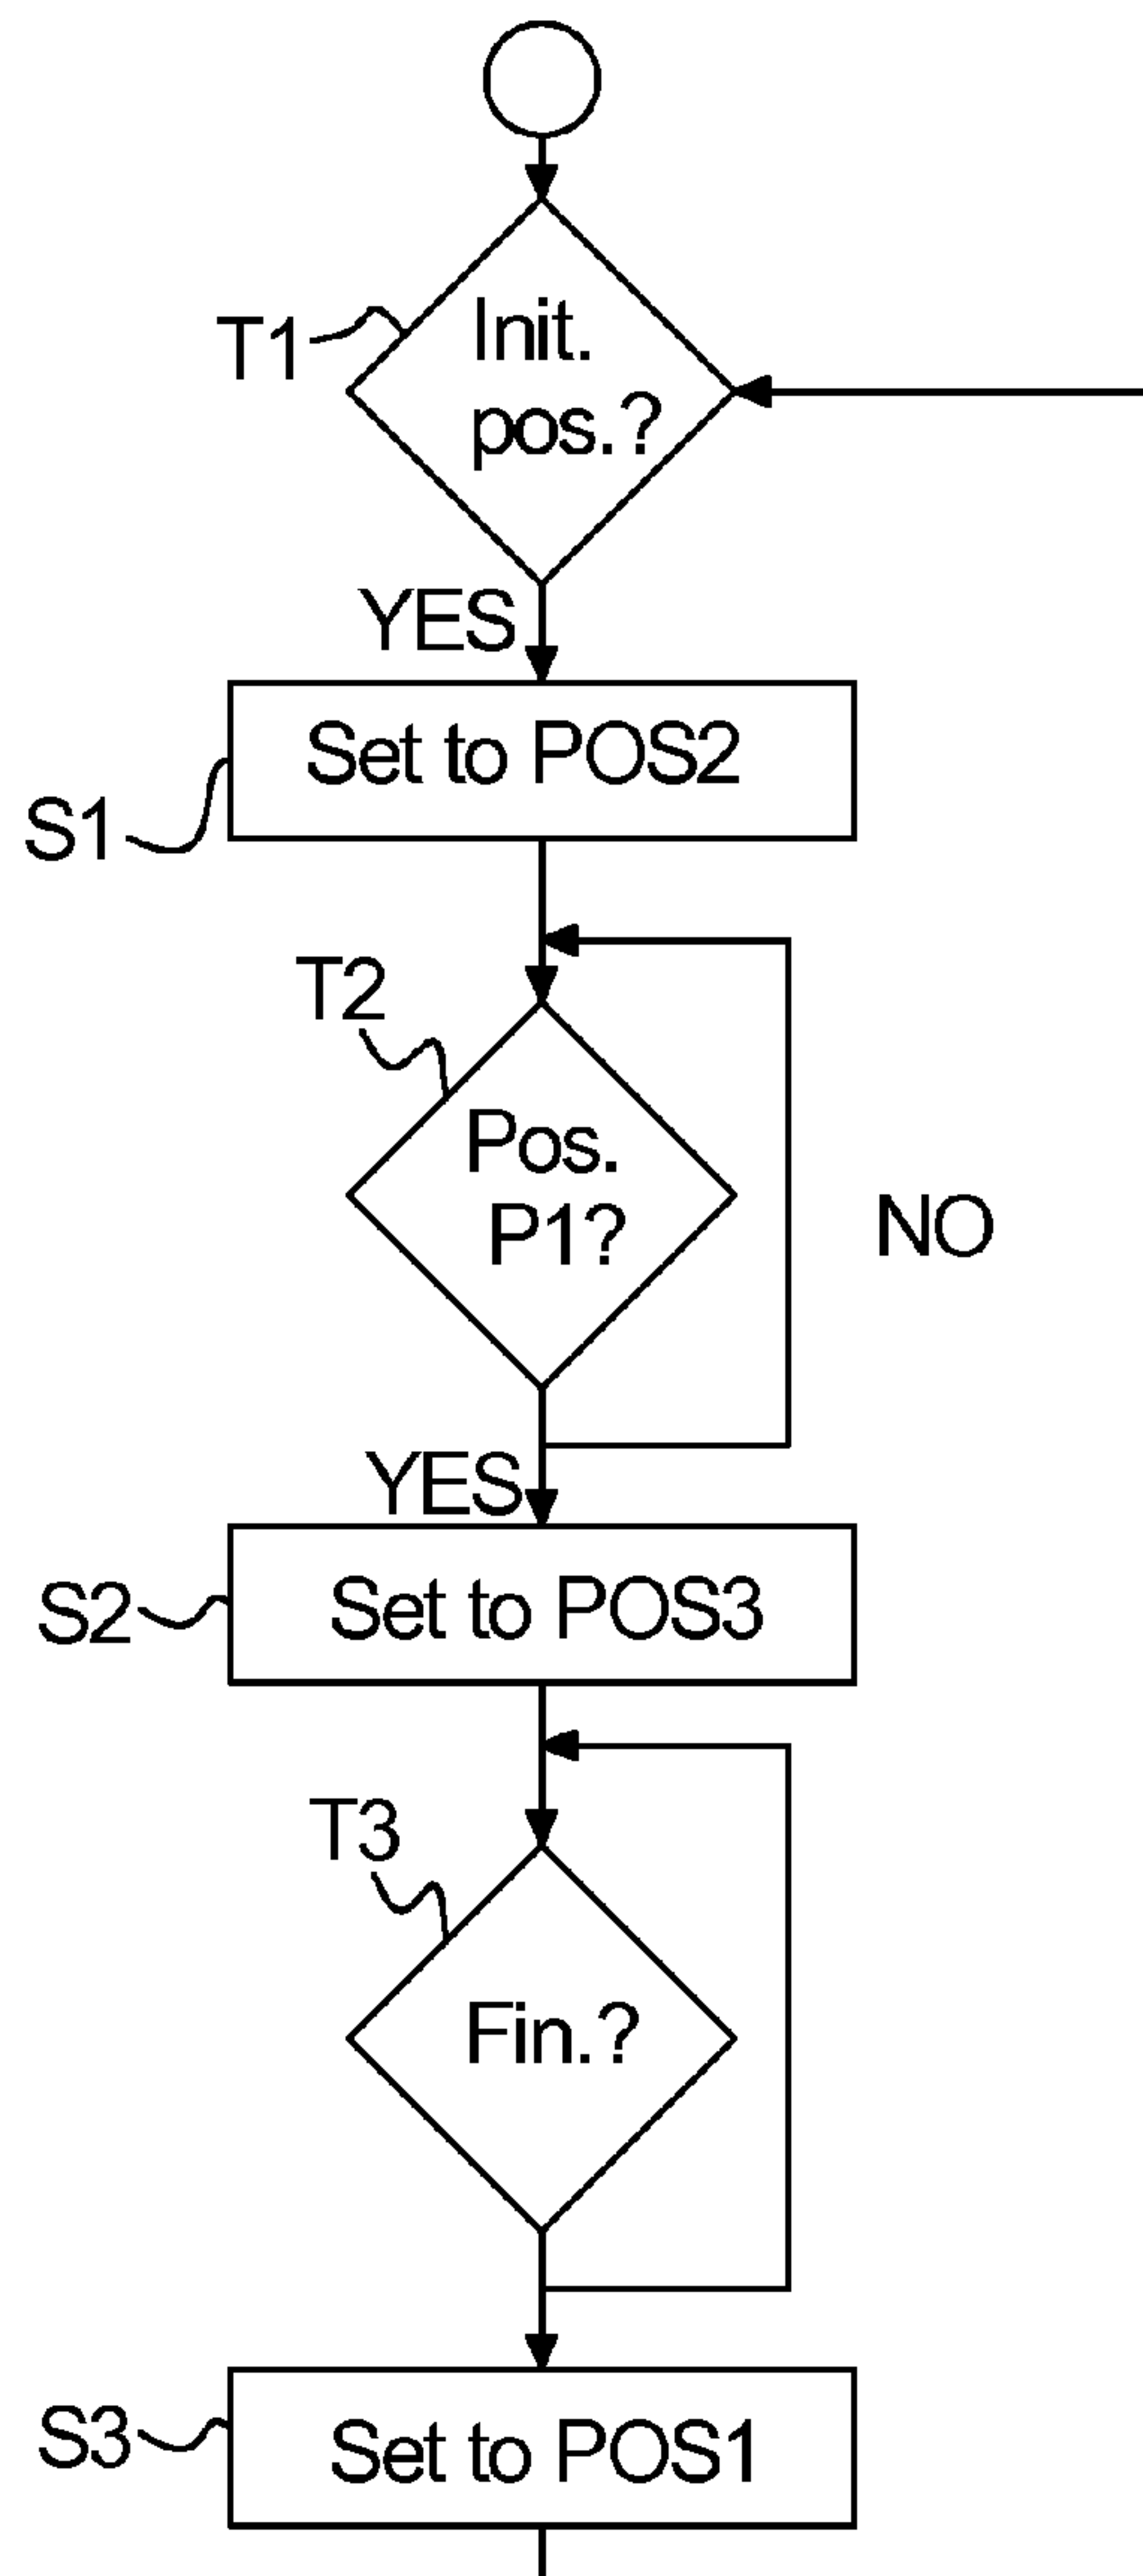 T1
Init.
pos.?
YES
Set to POS2
S1
T2
Pos.
P1?
NO
YES
Set to POS3
S2
T3
Fin.?
Set to POS1
S3